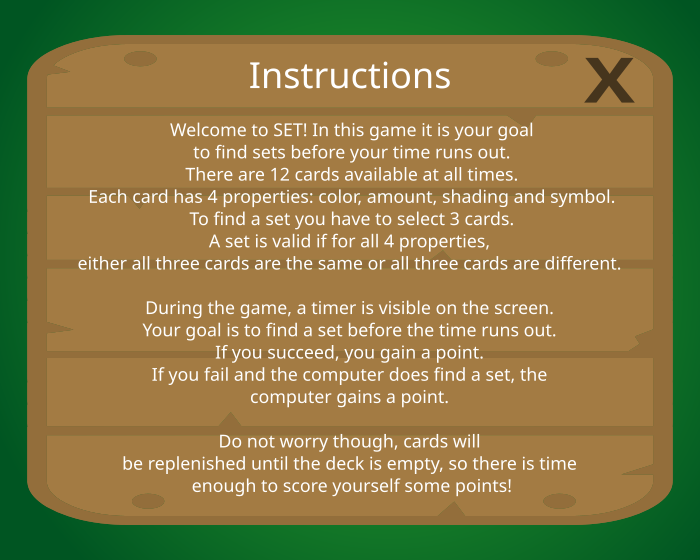 Instructions
X
Welcome to SET! In this game it is your goal
to find sets before your time runs out.
There are 12 cards available at all times.
Each card has 4 properties: color, amount, shading and symbol.
To find a set you have to select 3 cards.
A set is valid if for all 4 properties,
either all three cards are the same or all three cards are different.
During the game, a timer is visible on the screen.
Your goal is to find a set before the time runs out.
If you succeed, you gain a point.
If you fail and the computer does find a set, the
computer gains a point.
Do not worry though, cards will
be replenished until the deck is empty, so there is time
enough to score yourself some points!